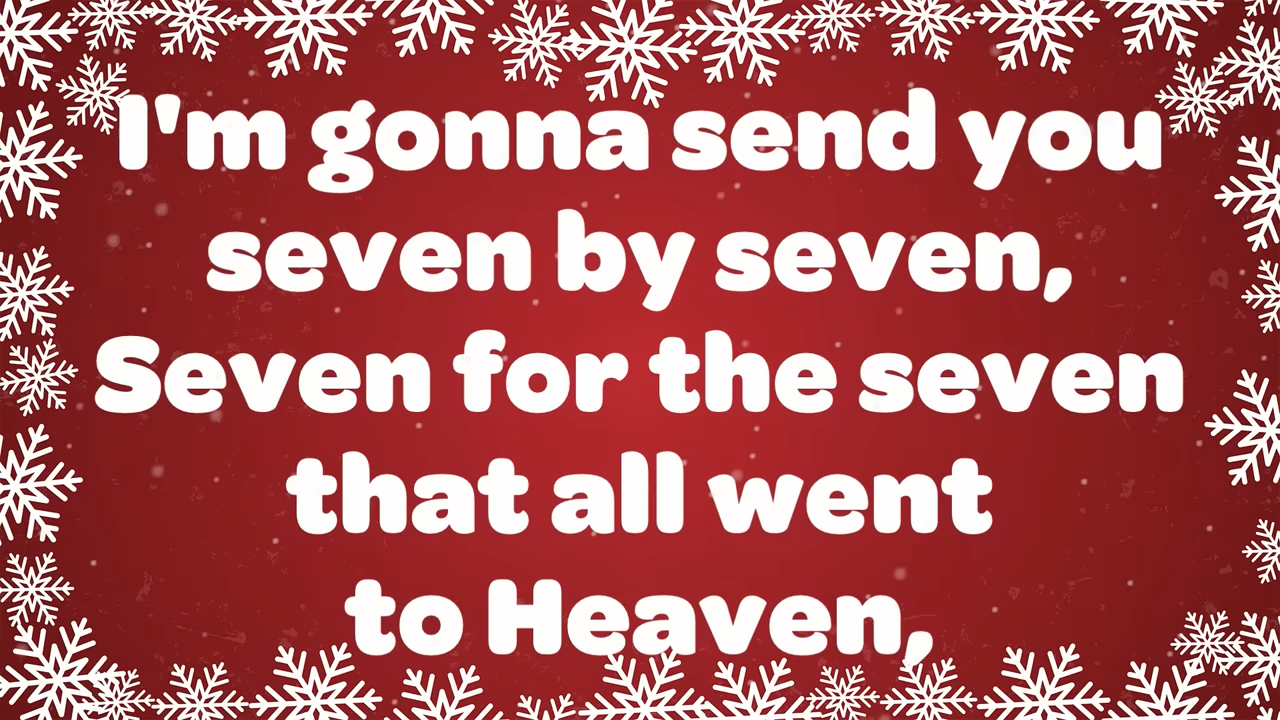 I'm gonna send you
seven by seven,
Seven for the seven
that all went
to Heaven,